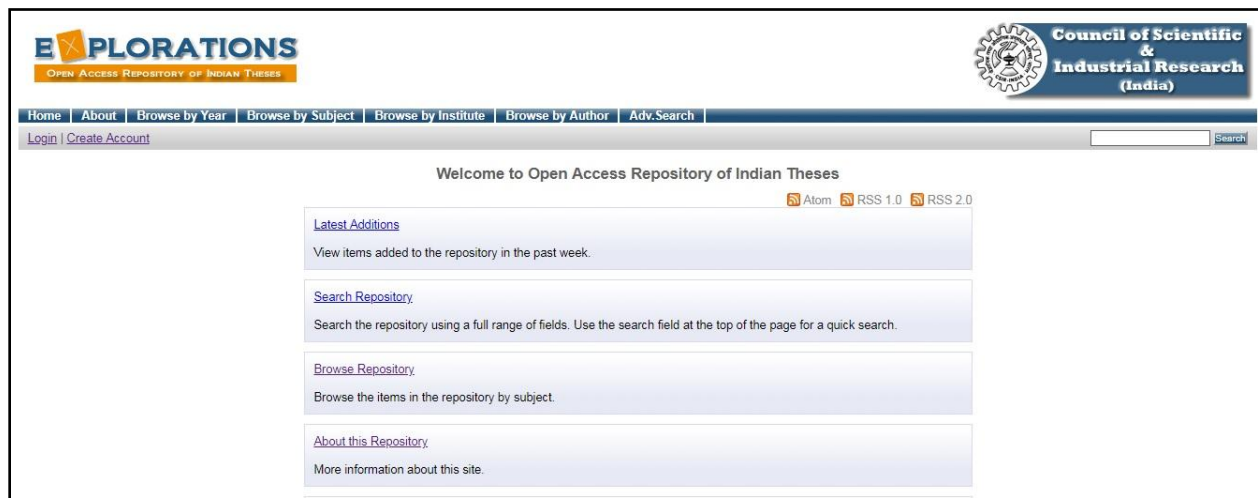 EXPLORATIONS
OPEN ACCESS REPOSITORY OF INDIAN THESES
Council of Scientific
&
Industrial Research
(India)
Home About Browse by Year Browse by Subject Browse by Institute Browse by Author Adv.Search
Login | Create Account Search
Welcome to Open Access Repository of Indian Theses
Atom RSS 1.0 RSS 2.0
Latest Additions
View items added to the repository in the past week.
Search Repository
Search the repository using a full range of fields. Use the search field at the top of the page for a quick search.
Browse Repository
Browse the items in the repository by subject.
About this Repository
More information about this site.